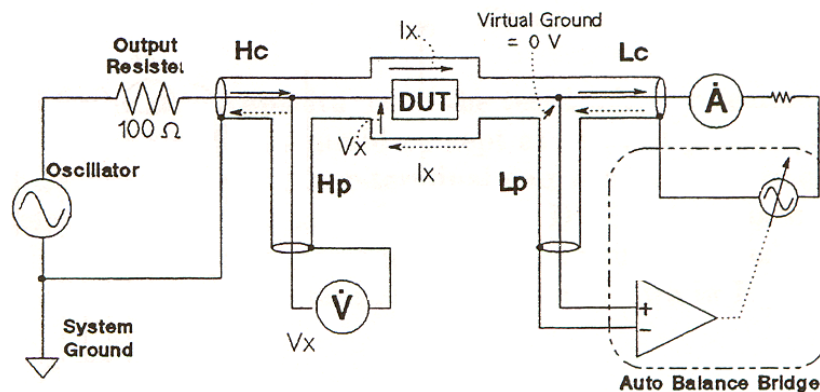 Output
Resister
100 Ω
Oscillator
System
Ground
Hc
Ix
Virtual Ground
= 0 V
Lc
DUT
Vx
Ix
Hp
Lp
V
Vx
A
+
−
Auto Balance Bridge